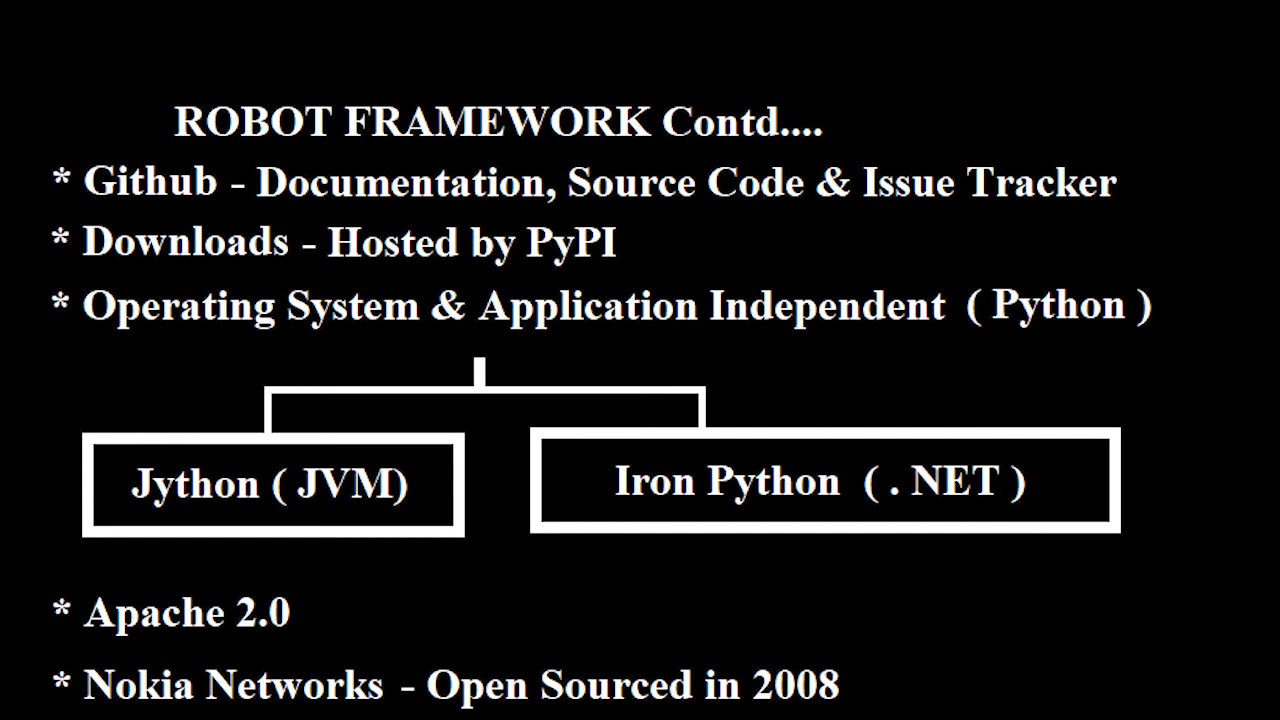 ROBOT FRAMEWORK Contd....
* Github - Documentation, Source Code & Issue Tracker
* Downloads - Hosted by PyPI
* Operating System & Application Independent ( Python )
Jython ( JVM)
Iron Python ( . NET )
* Apache 2.0
* Nokia Networks - Open Sourced in 2008